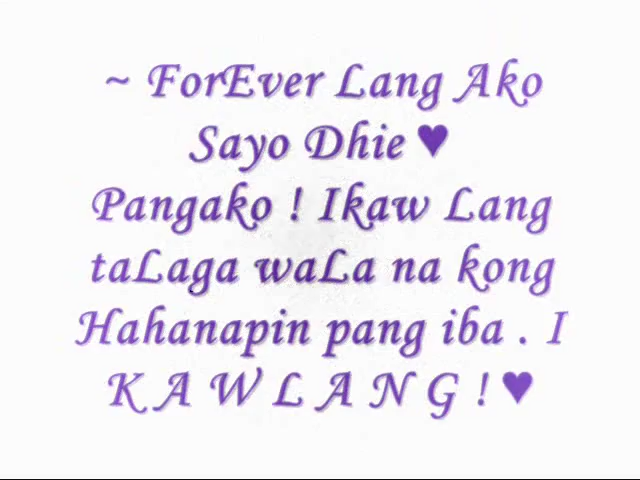 ~ ForEver Lang Ako
Sayo Dhie ♥
Pangako ! Ikaw Lang
taLaga waLa na kong
Hahanapin pang iba . I
K A W L A N G ! ♥